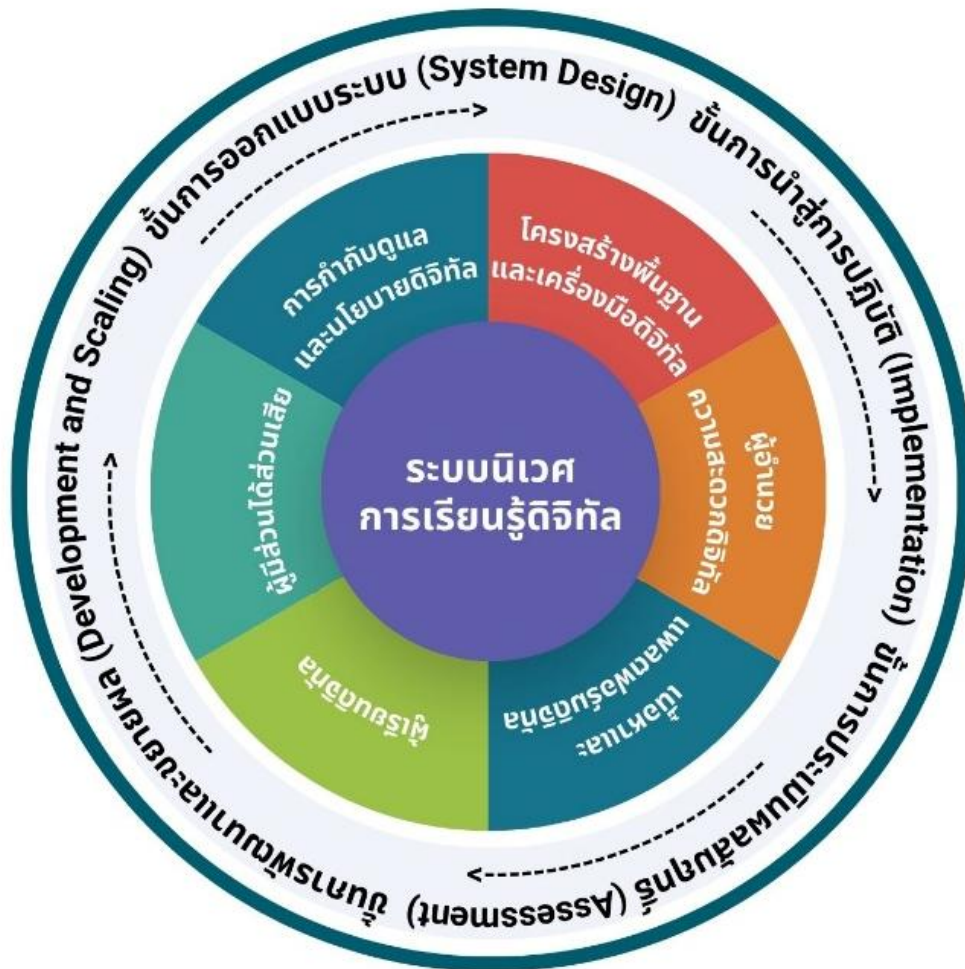 ขั้นการออกแบบระบบ (System Design)
ขั้นการนำสู่การปฏิบัติ (Implementation)
ขั้นการประเมินผลสัมฤทธิ์ (Assessment)
ขั้นการพัฒนาและขยายผล (Development and Scaling)
การกำกับดูแล
และนโยบายดิจิทัล
โครงสร้างพื้นฐาน
และเครื่องมือดิจิทัล
ผู้อำนวย
ความสะดวกดิจิทัล
เนื้อหาและ
แพลตฟอร์มดิจิทัล
ผู้เรียนดิจิทัล
ผู้มีส่วนได้ส่วนเสีย
ระบบนิเวศ
การเรียนรู้ดิจิทัล